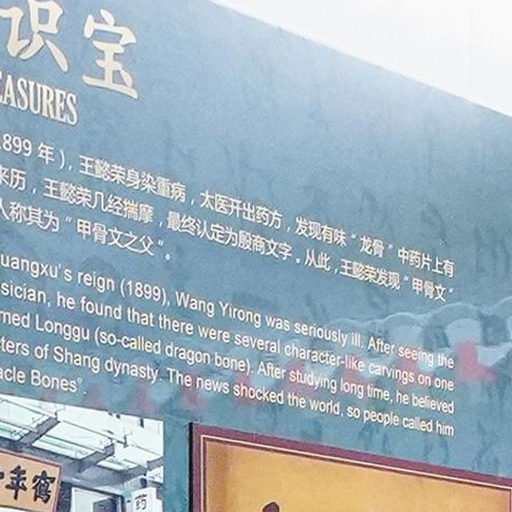 识宝
EASURES
1899 年），王懿荣身染重病，太医开出药方，发现有味“龙骨”中药片上有
来历，王懿荣几经揣摩，最终认定为殷商文字。从此，王懿荣发现“甲骨文”
人称其为“甲骨文之父”。
uangxu's reign (1899), Wang Yirong was seriously ill. After seeing the
sician, he found that there were several character-like carvings on one
med Longgu (so-called dragon bone). After studying long time, he believed
ters of Shang dynasty. The news shocked the world, so people called him
acle Bones".
年
药